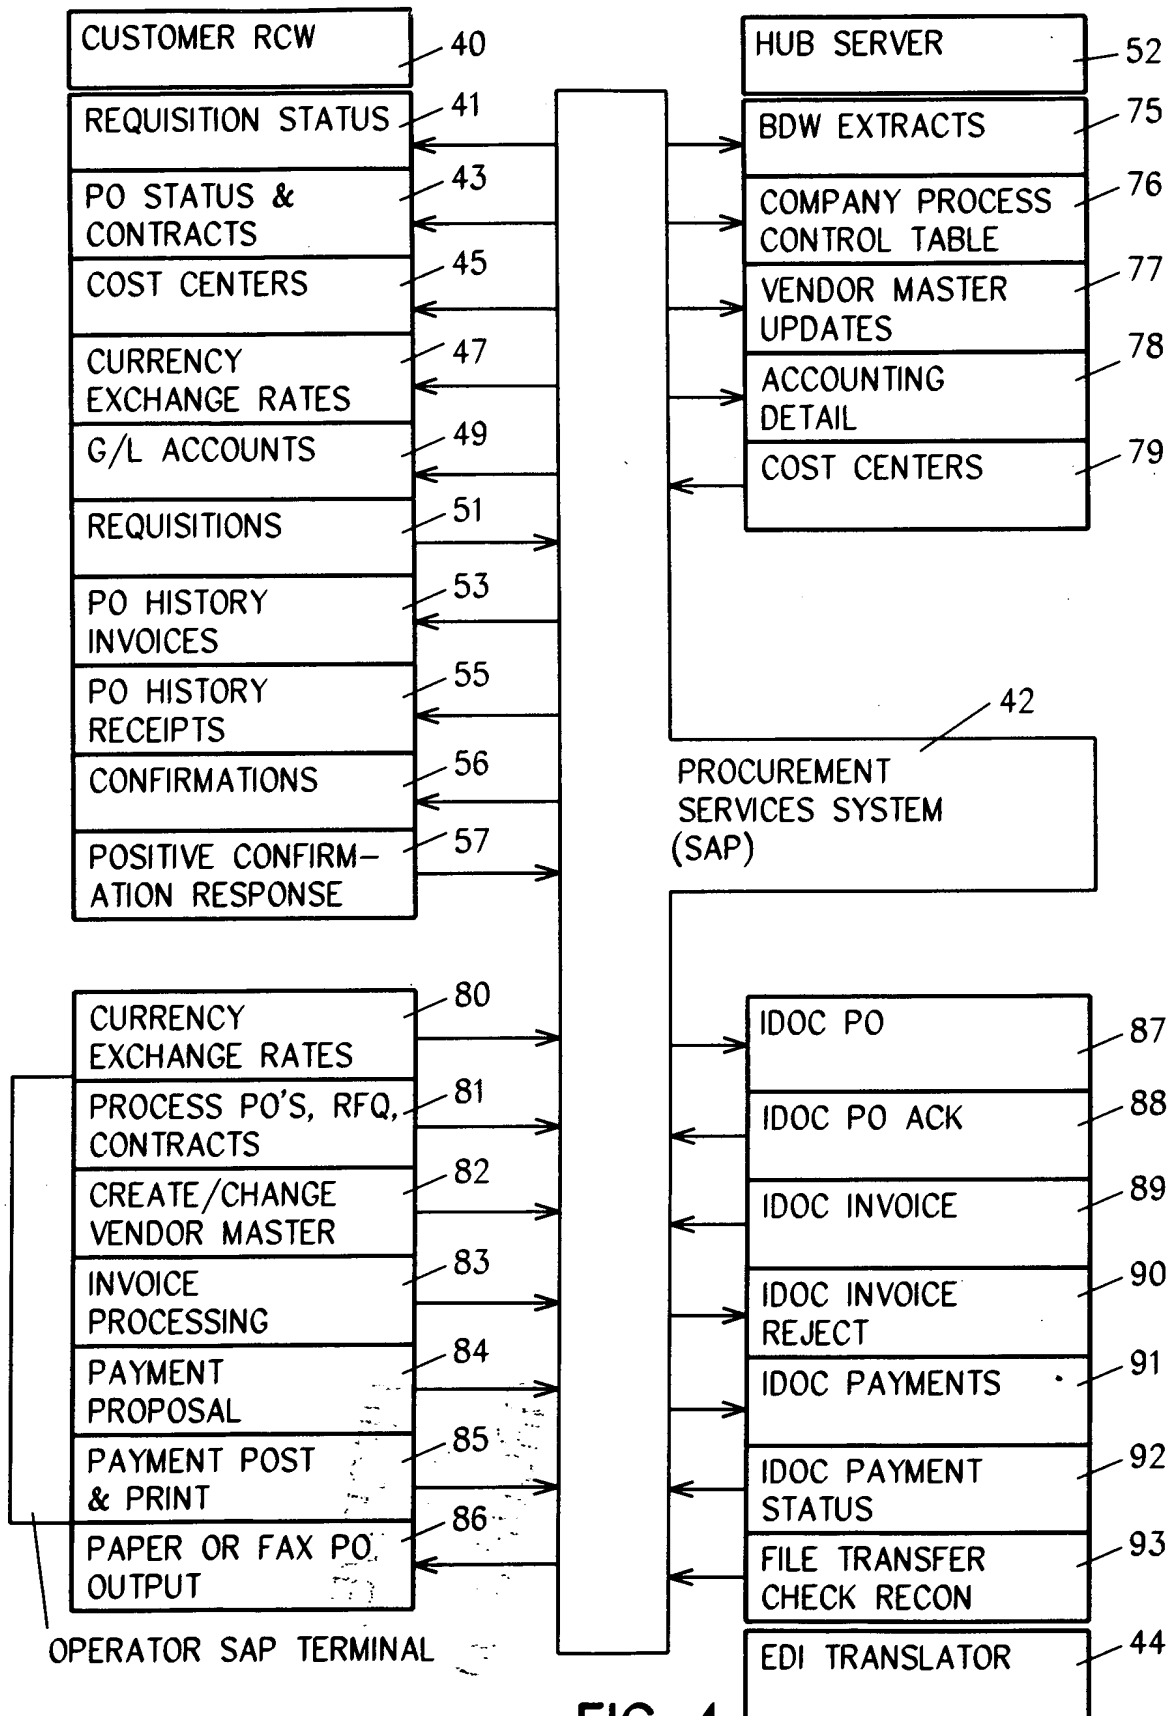 CUSTOMER RCW
40
REQUISITION STATUS
41
PO STATUS &
CONTRACTS
43
COST CENTERS
45
CURRENCY
EXCHANGE RATES
47
G/L ACCOUNTS
49
REQUISITIONS
51
PO HISTORY
INVOICES
53
PO HISTORY
RECEIPTS
55
CONFIRMATIONS
56
POSITIVE CONFIRM-
ATION RESPONSE
57
HUB SERVER
52
BDW EXTRACTS
75
COMPANY PROCESS
CONTROL TABLE
76
VENDOR MASTER
UPDATES
77
ACCOUNTING
DETAIL
78
COST CENTERS
79
42
PROCUREMENT
SERVICES SYSTEM
(SAP)
CURRENCY
EXCHANGE RATES
80
PROCESS PO'S, RFQ,
CONTRACTS
81
CREATE/CHANGE
VENDOR MASTER
82
INVOICE
PROCESSING
83
PAYMENT
PROPOSAL
84
PAYMENT POST
& PRINT
85
PAPER OR FAX PO
OUTPUT
86
OPERATOR SAP TERMINAL
IDOC PO
87
IDOC PO ACK
88
IDOC INVOICE
89
IDOC INVOICE
REJECT
90
IDOC PAYMENTS
91
IDOC PAYMENT
STATUS
92
FILE TRANSFER
CHECK RECON
93
EDI TRANSLATOR
44
FIG. 4